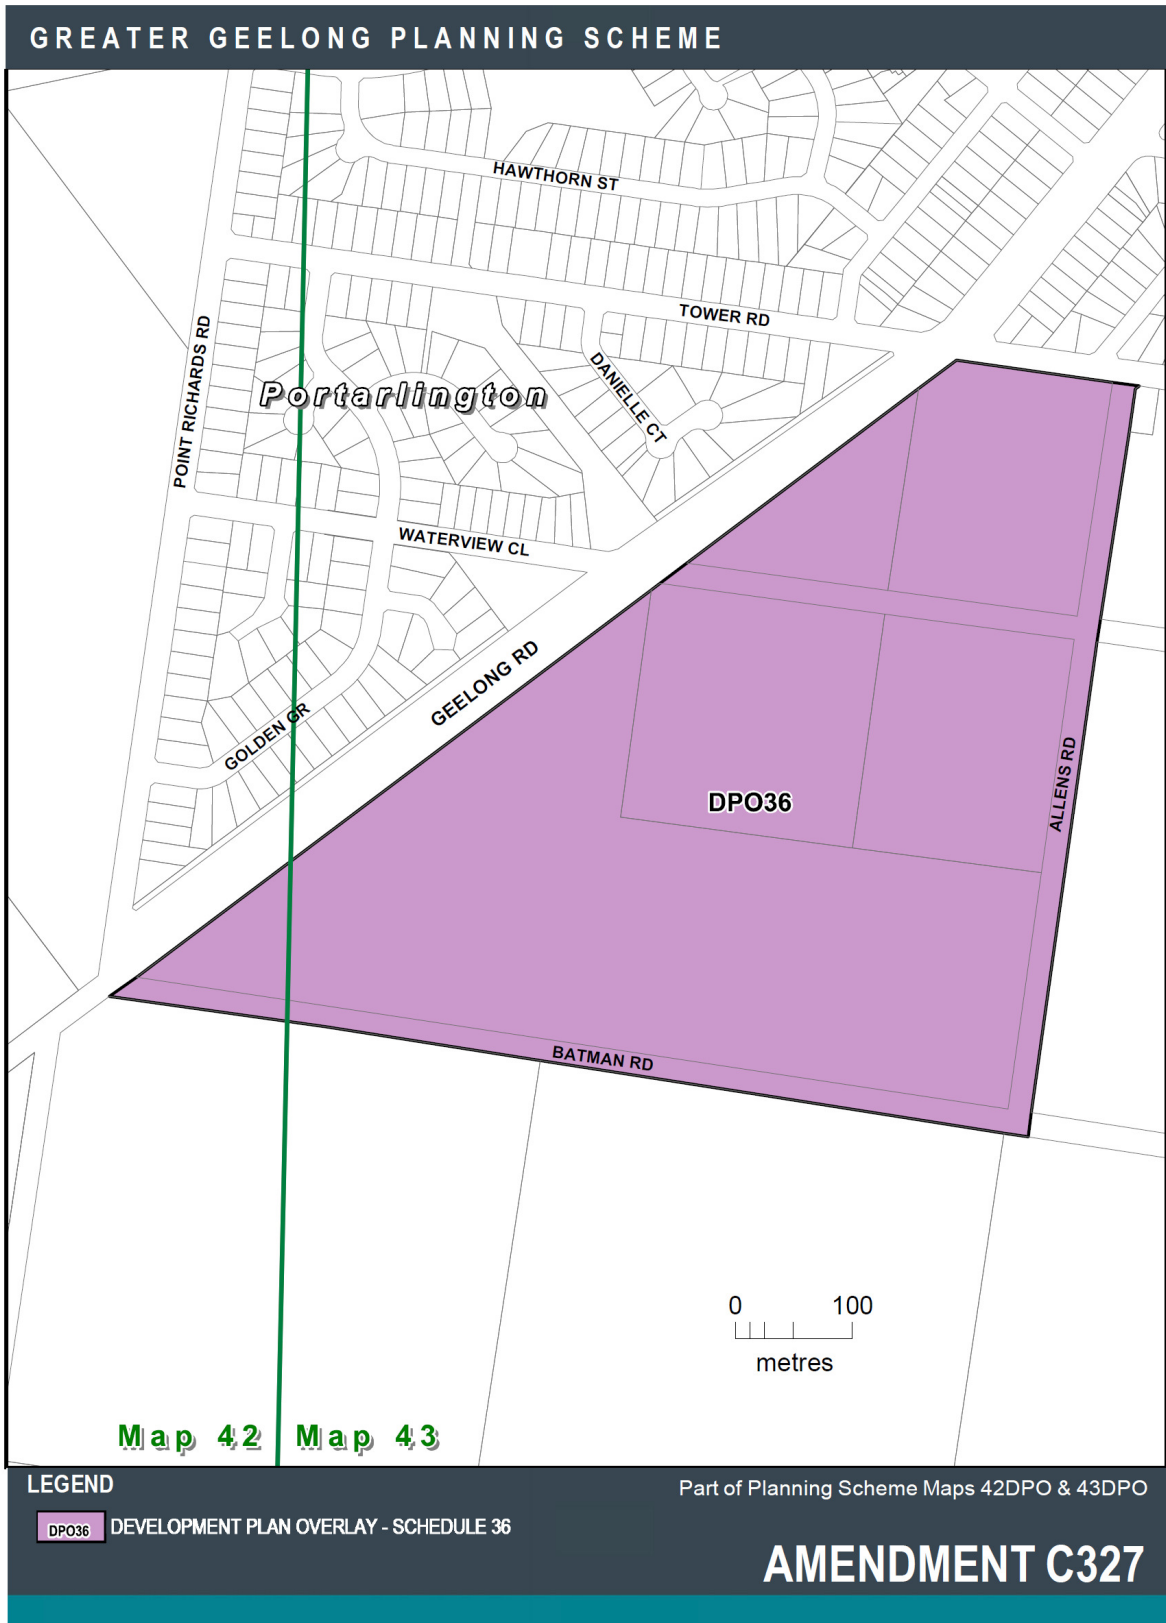 GREATER GEELONG PLANNING SCHEME
HAWTHORN ST
TOWER RD
POINT RICHARDS RD
DANIELLE CT
Portarlington
WATERVIEW CL
GEELONG RD
GOLDEN GR
DPO36
ALLENS RD
BATMAN RD
0 100
metres
Map 42 Map 43
LEGEND
Part of Planning Scheme Maps 42DPO & 43DPO
DPO36 DEVELOPMENT PLAN OVERLAY - SCHEDULE 36
AMENDMENT C327